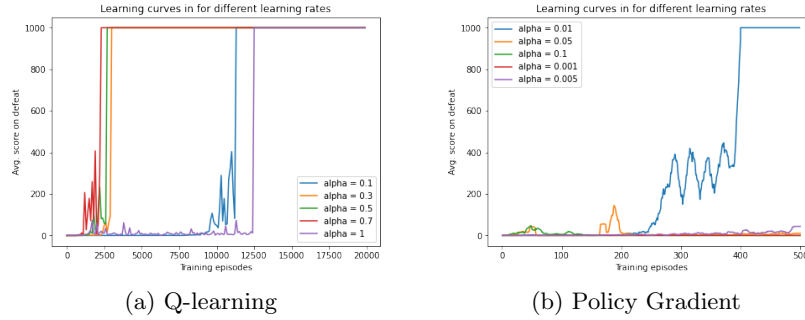 Learning curves in for different learning rates
Avg. score on defeat
1000
800
600
400
200
0
0
2500
5000
7500
10000
12500
15000
17500
20000
Training episodes
alpha = 0.1
alpha = 0.3
alpha = 0.5
alpha = 0.7
alpha = 1
(a) Q-learning
Learning curves in for different learning rates
Avg. score on defeat
1000
800
600
400
200
0
0
100
200
300
400
500
Training episodes
alpha = 0.01
alpha = 0.05
alpha = 0.1
alpha = 0.001
alpha = 0.005
(b) Policy Gradient